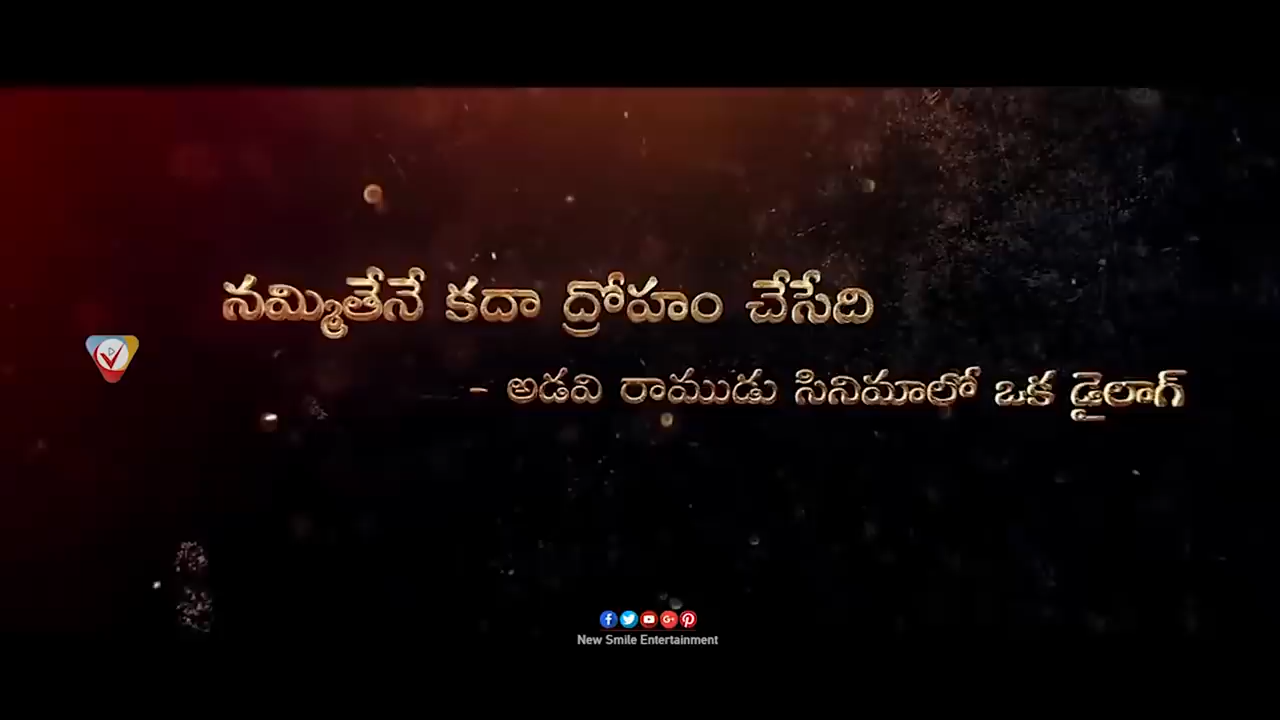 నమ్మితేనే కదా ద్రోహం చేసేది
- అడవి రాముడు సినిమాలో ఒక డైలాగ్
New Smile Entertainment